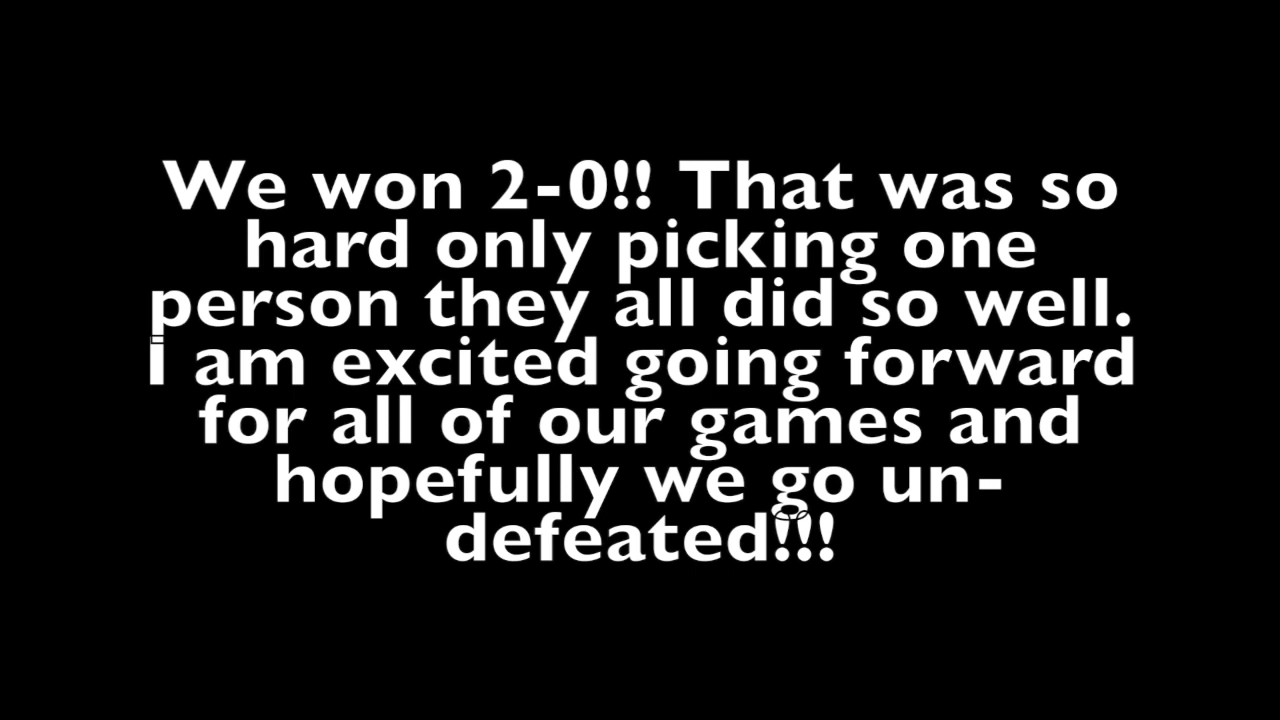 We won 2-0!! That was so
hard only picking one
person they all did so well.
I am excited going forward
for all of our games and
hopefully we go un-
defeated!!!